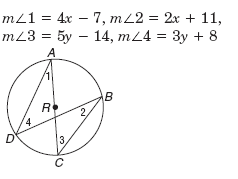 m∠1 = 4x − 7, m∠2 = 2x + 11,
m∠3 = 5y − 14, m∠4 = 3y + 8
A
1
B
R
2
4
D
3
C